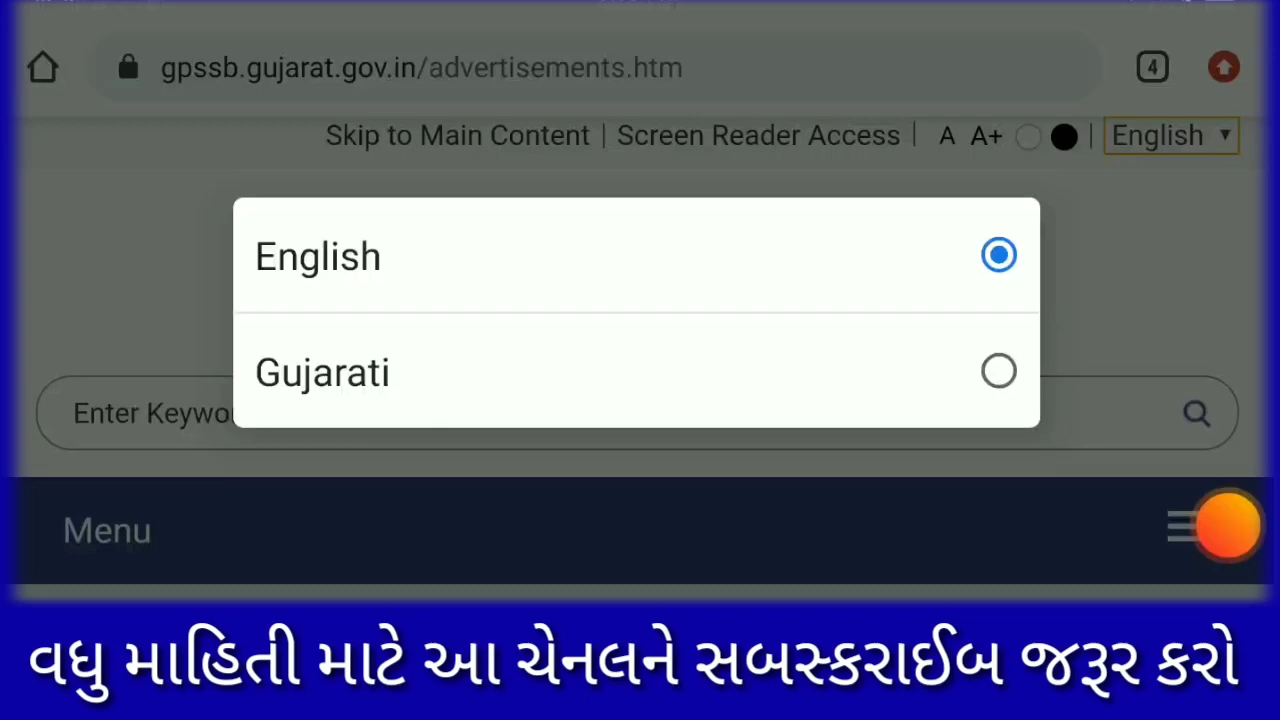 gpssb.gujarat.gov.in/advertisements.htm
4
Skip to Main Content | Screen Reader Access | A A+ | English ▼
English
Gujarati
Enter Keywo
Menu
વધુ માહિતી માટે આ ચેનલને સબસ્કરાઈબ જરૂર કરો